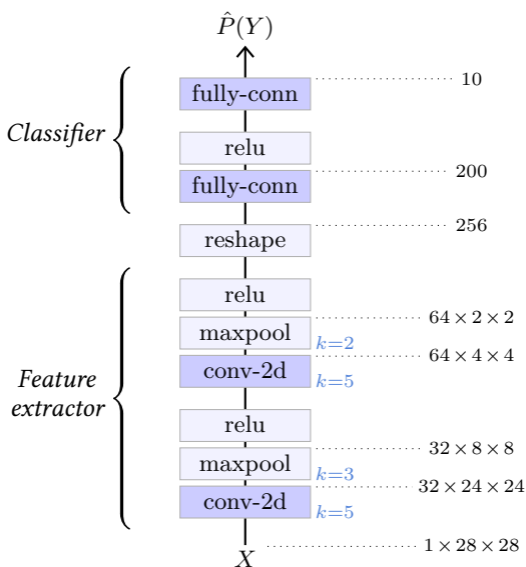 P̂(Y)
fully-conn
10
Classifier
relu
fully-conn
200
reshape
256
relu
maxpool
k=2
64 × 2 × 2
conv-2d
k=5
64 × 4 × 4
Feature
extractor
relu
maxpool
k=3
32 × 8 × 8
conv-2d
k=5
32 × 24 × 24
X
1 × 28 × 28